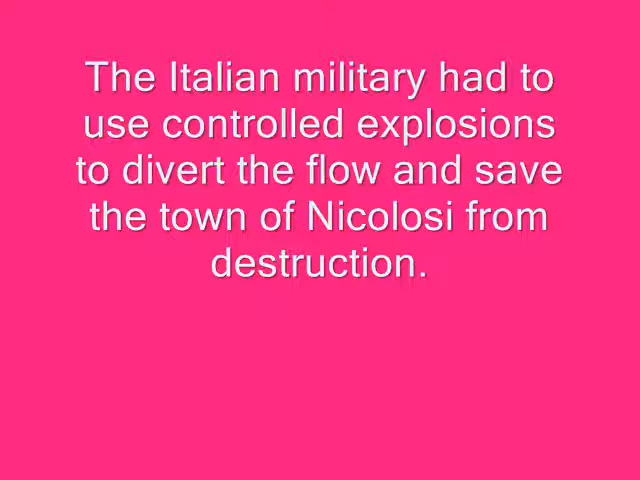 The Italian military had to
use controlled explosions
to divert the flow and save
the town of Nicolosi from
destruction.